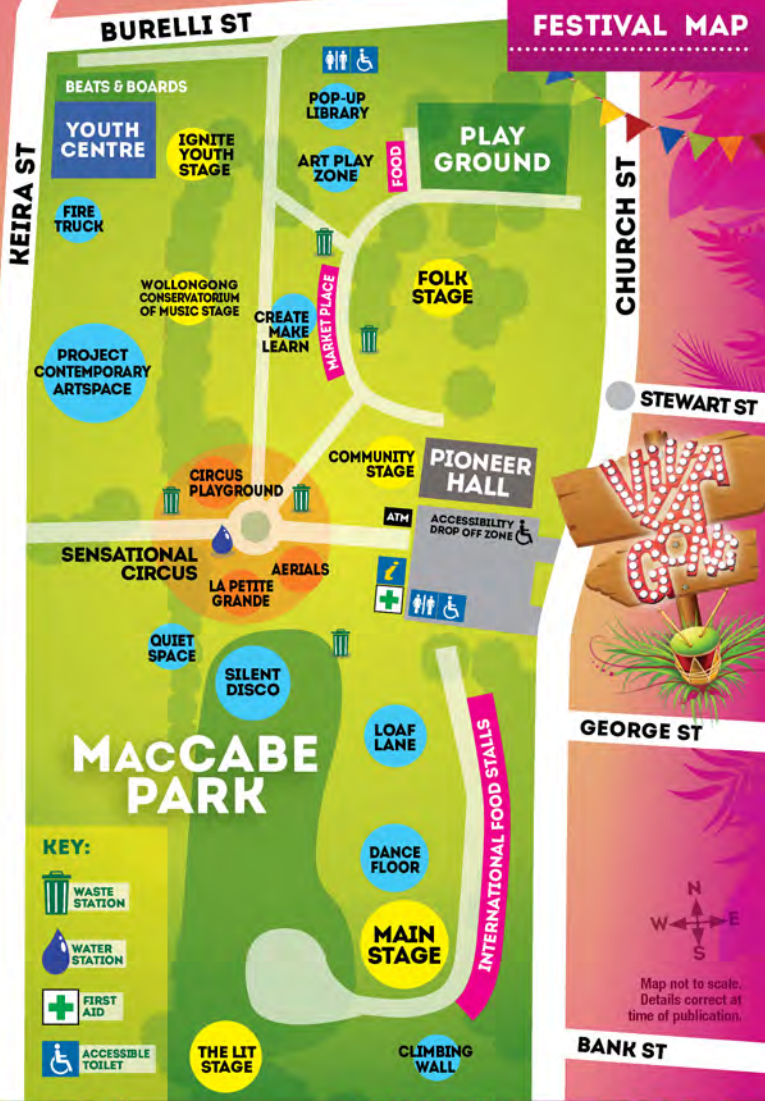 BURELLI ST
FESTIVAL MAP
KEIRA ST
CHURCH ST
BEATS & BOARDS
YOUTH
CENTRE
IGNITE
YOUTH
STAGE
POP-UP
LIBRARY
ART PLAY
ZONE
FOOD
PLAY
GROUND
FIRE
TRUCK
WOLLONGONG
CONSERVATORIUM
OF MUSIC STAGE
CREATE
MAKE
LEARN
MARKET PLACE
FOLK
STAGE
PROJECT
CONTEMPORARY
ARTSPACE
STEWART ST
COMMUNITY
STAGE
PIONEER
HALL
CIRCUS
PLAYGROUND
ATM
ACCESSIBILITY
DROP OFF ZONE
VIVA
LA
GONG
SENSATIONAL
CIRCUS
LA PETITE
GRANDE
AERIALS
i
QUIET
SPACE
SILENT
DISCO
LOAF
LANE
GEORGE ST
MACCABE
PARK
INTERNATIONAL FOOD STALLS
DANCE
FLOOR
MAIN
STAGE
KEY:
WASTE
STATION
WATER
STATION
FIRST
AID
ACCESSIBLE
TOILET
N
W E
S
Map not to scale.
Details correct at
time of publication.
THE LIT
STAGE
CLIMBING
WALL
BANK ST